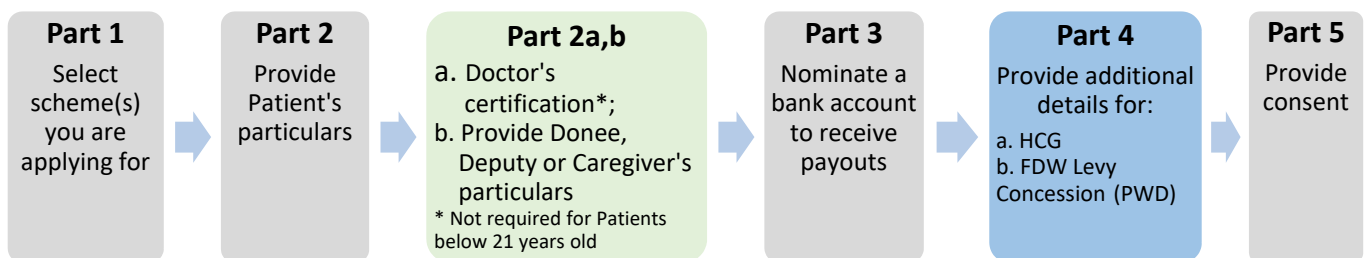 Part 1
Select
scheme(s)
you are
applying for
Part 2
Provide
Patient's
particulars
Part 2a,b
a. Doctor's
certification*;
b. Provide Donee,
Deputy or Caregiver's
particulars
* Not required for Patients
below 21 years old
Part 3
Nominate a
bank account
to receive
payouts
Part 4
Provide additional
details for:
a. HCG
b. FDW Levy
Concession (PWD)
Part 5
Provide
consent